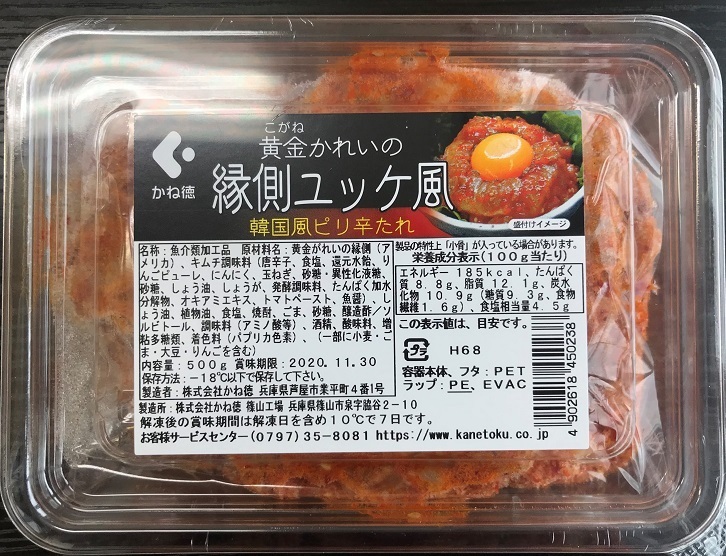 かね徳
こがね
黄金かれいの
縁側ユッケ風
韓国風ピリ辛たれ
盛付けイメージ
名称：魚介類加工品 原材料名：黄金かれいの縁側（ア
メリカ）、キムチ調味料（唐辛子、食塩、還元水飴、り
んごピューレ、にんにく、玉ねぎ、砂糖・異性化液糖、
砂糖、しょう油、しょうが、発酵調味料、たんぱく加水
分解物、オキアミエキス、トマトペースト、魚醤）、し
ょう油、植物油、食塩、焼酎、ごま、砂糖、醸造酢／ソ
ルビトール、調味料（アミノ酸等）、酒精、酸味料、増
粘多糖類、着色料（パプリカ色素）、（一部に小麦・ご
ま・大豆・りんごを含む）
内容量：500g 賞味期限：2020.11.30
保存方法：－18℃以下で保存して下さい。
製造者：株式会社かね徳 兵庫県芦屋市業平町４番1号
製造所：株式会社かね徳 篠山工場 兵庫県篠山市泉字脇谷２－10
解凍後の賞味期限は解凍日を含め10℃で７日です。
お客様サービスセンター(0797)35-8081 https://www.kanetoku.co.jp
製品の特性上「小骨」が入っている場合があります。
栄養成分表示（100g当たり）
エネルギー 185kcal、たんぱく
質 8.8g、脂質 12.1g、炭水
化物 10.9g（糖質9.3g、食物
繊維1.6g）、食塩相当量4.5g
この表示値は、目安です。
プラ H68
容器本体、フタ：PET
ラップ：PE、EVAC
4 902618 450238